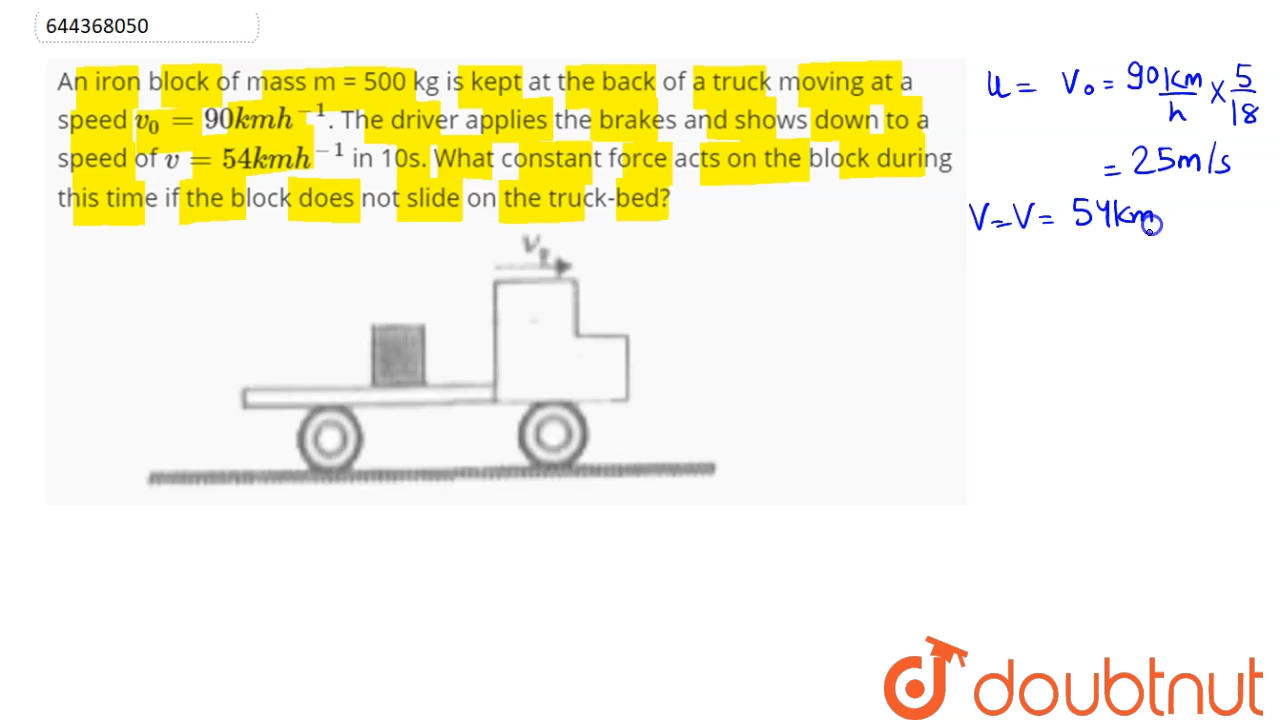 644368050
An iron block of mass m = 500 kg is kept at the back of a truck moving at a
speed v₀ = 90kmh⁻¹. The driver applies the brakes and shows down to a
speed of v = 54kmh⁻¹ in 10s. What constant force acts on the block during
this time if the block does not slide on the truck-bed?
u = v₀ = 90 km/h × 5/18
= 25m/s
V = V = 54km
doubtnut